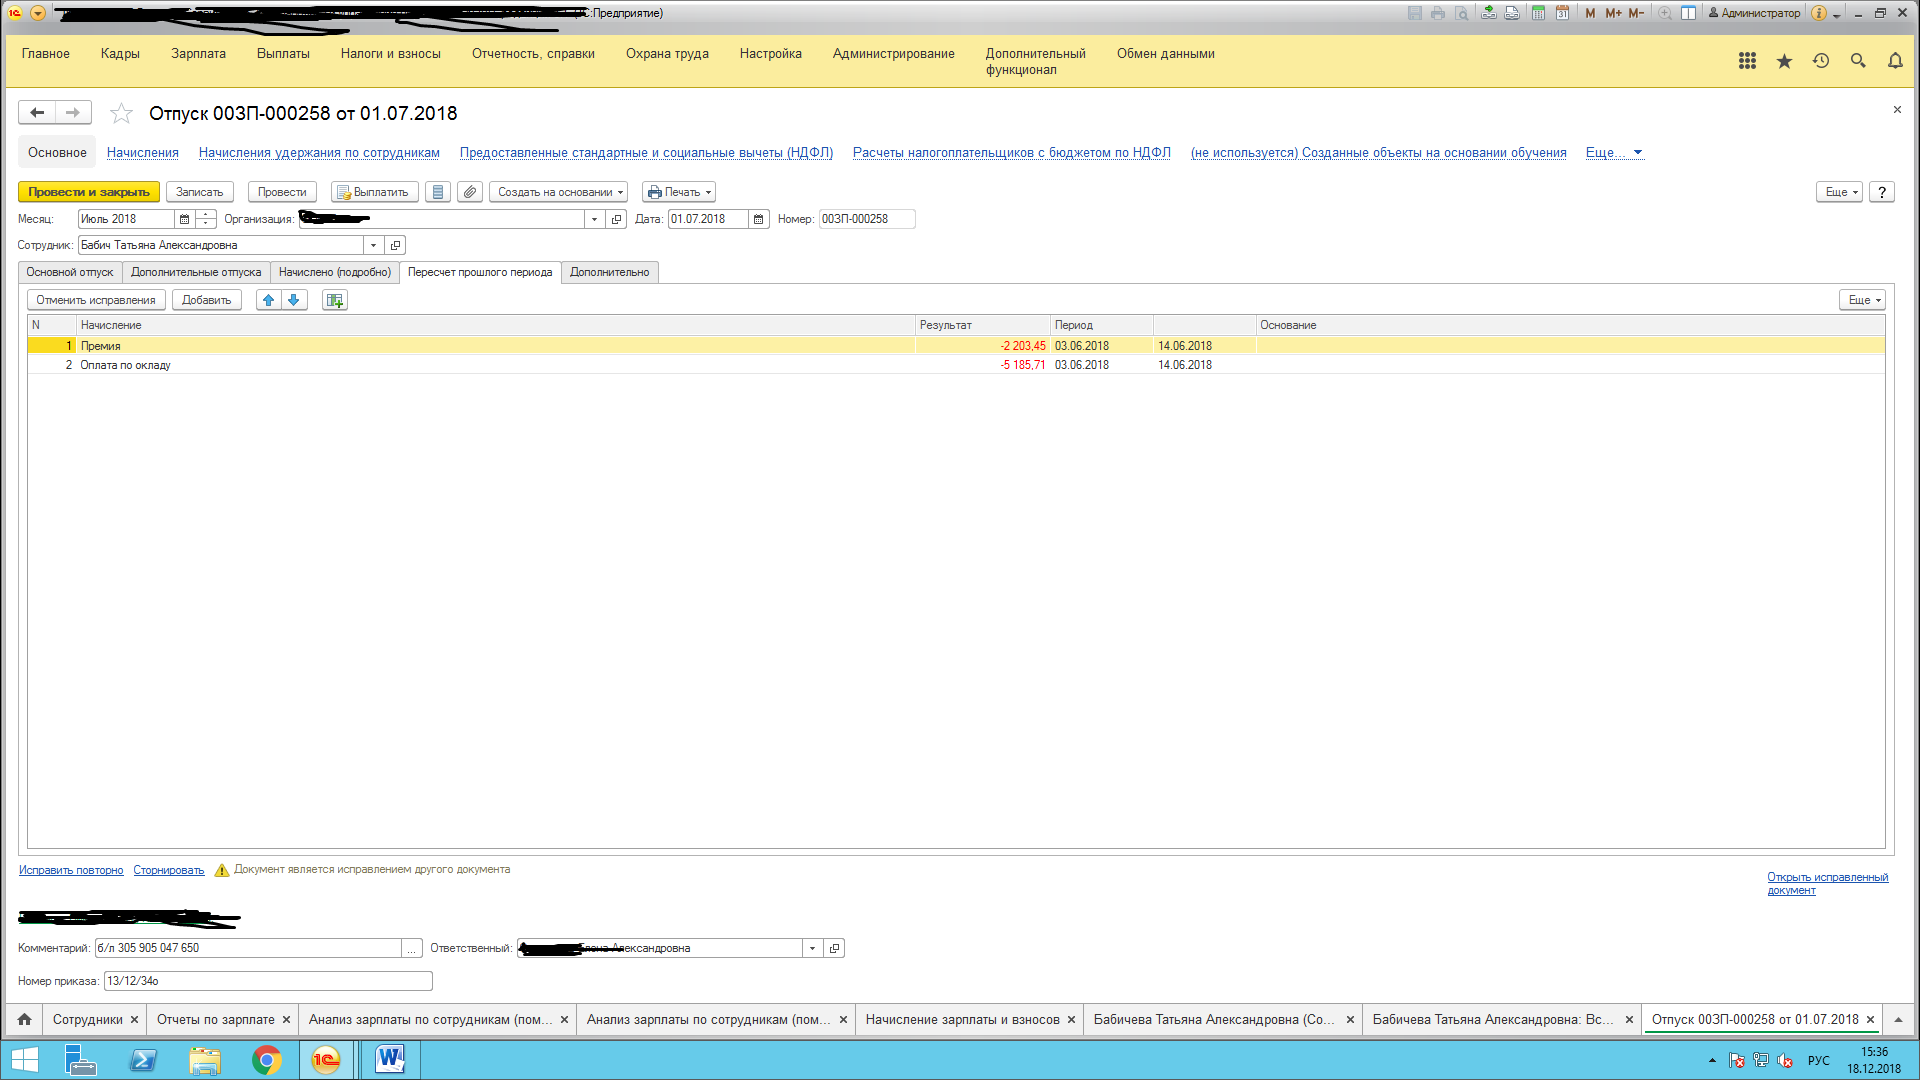 С:Предприятие)
M M+ M- Администратор
Главное Кадры Зарплата Выплаты Налоги и взносы Отчетность, справки Охрана труда Настройка Администрирование Дополнительный функционал Обмен данными
Отпуск 00ЗП-000258 от 01.07.2018
Основное Начисления Начисления удержания по сотрудникам Предоставленные стандартные и социальные вычеты (НДФЛ) Расчеты налогоплательщиков с бюджетом по НДФЛ (не используется) Созданные объекты на основании обучения Еще...
Провести и закрыть Записать Провести Выплатить Создать на основании Печать Еще ?
Месяц: Июль 2018 Организация: Дата: 01.07.2018 Номер: 00ЗП-000258
Сотрудник: Бабич Татьяна Александровна
Основной отпуск Дополнительные отпуска Начислено (подробно) Пересчет прошлого периода Дополнительно
Отменить исправления Добавить Еще
N Начисление Результат Период Основание
1 Премия -2 203,45 03.06.2018 14.06.2018
2 Оплата по окладу -5 185,71 03.06.2018 14.06.2018
Исправить повторно Сторнировать Документ является исправлением другого документа
Открыть исправленный
документ
Комментарий: б/л 305 905 047 650 ... Ответственный: Елена Александровна
Номер приказа: 13/12/34о
Сотрудники Отчеты по зарплате Анализ зарплаты по сотрудникам (пом... Анализ зарплаты по сотрудникам (пом... Начисление зарплаты и взносов Бабичева Татьяна Александровна (Со... Бабичева Татьяна Александровна: Вс... Отпуск 00ЗП-000258 от 01.07.2018
РУС 15:36
18.12.2018